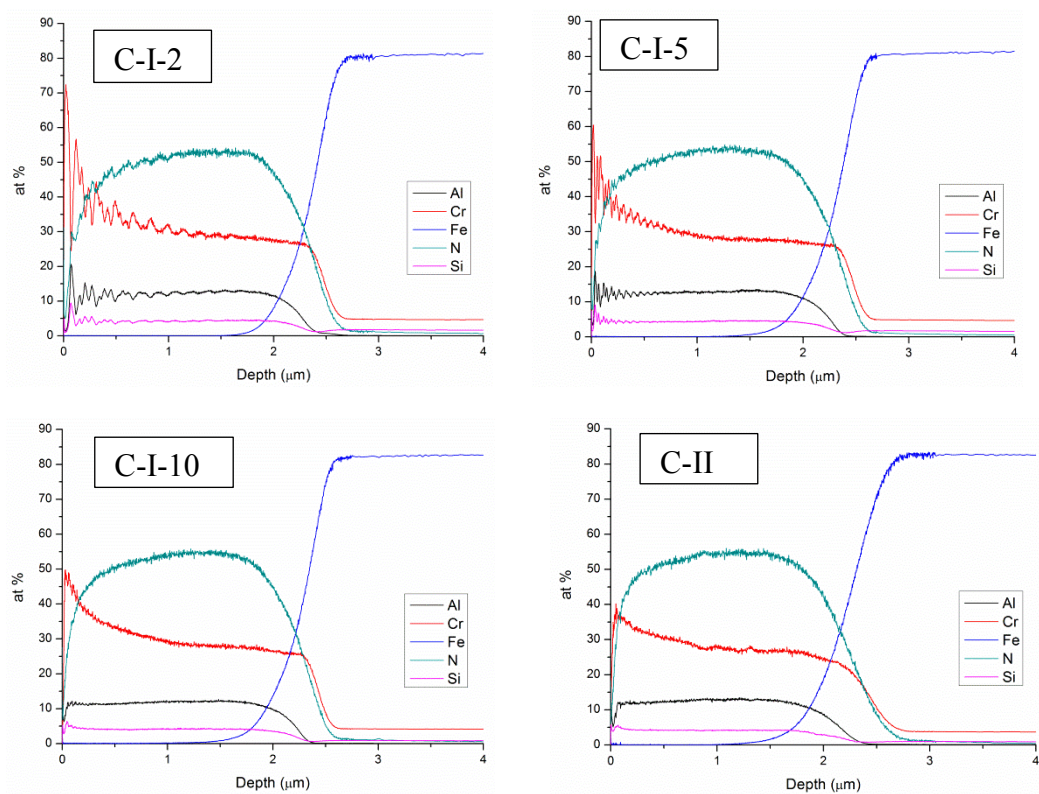 C-I-2
90
80
70
60
50
40
30
20
10
0
at %
0 1 2 3 4
Depth (μm)
Al
Cr
Fe
N
Si
C-I-5
90
80
70
60
50
40
30
20
10
0
at %
0 1 2 3 4
Depth (μm)
Al
Cr
Fe
N
Si
C-I-10
90
80
70
60
50
40
30
20
10
0
at %
0 1 2 3 4
Depth (μm)
Al
Cr
Fe
N
Si
C-II
90
80
70
60
50
40
30
20
10
0
at %
0 1 2 3 4
Depth (μm)
Al
Cr
Fe
N
Si